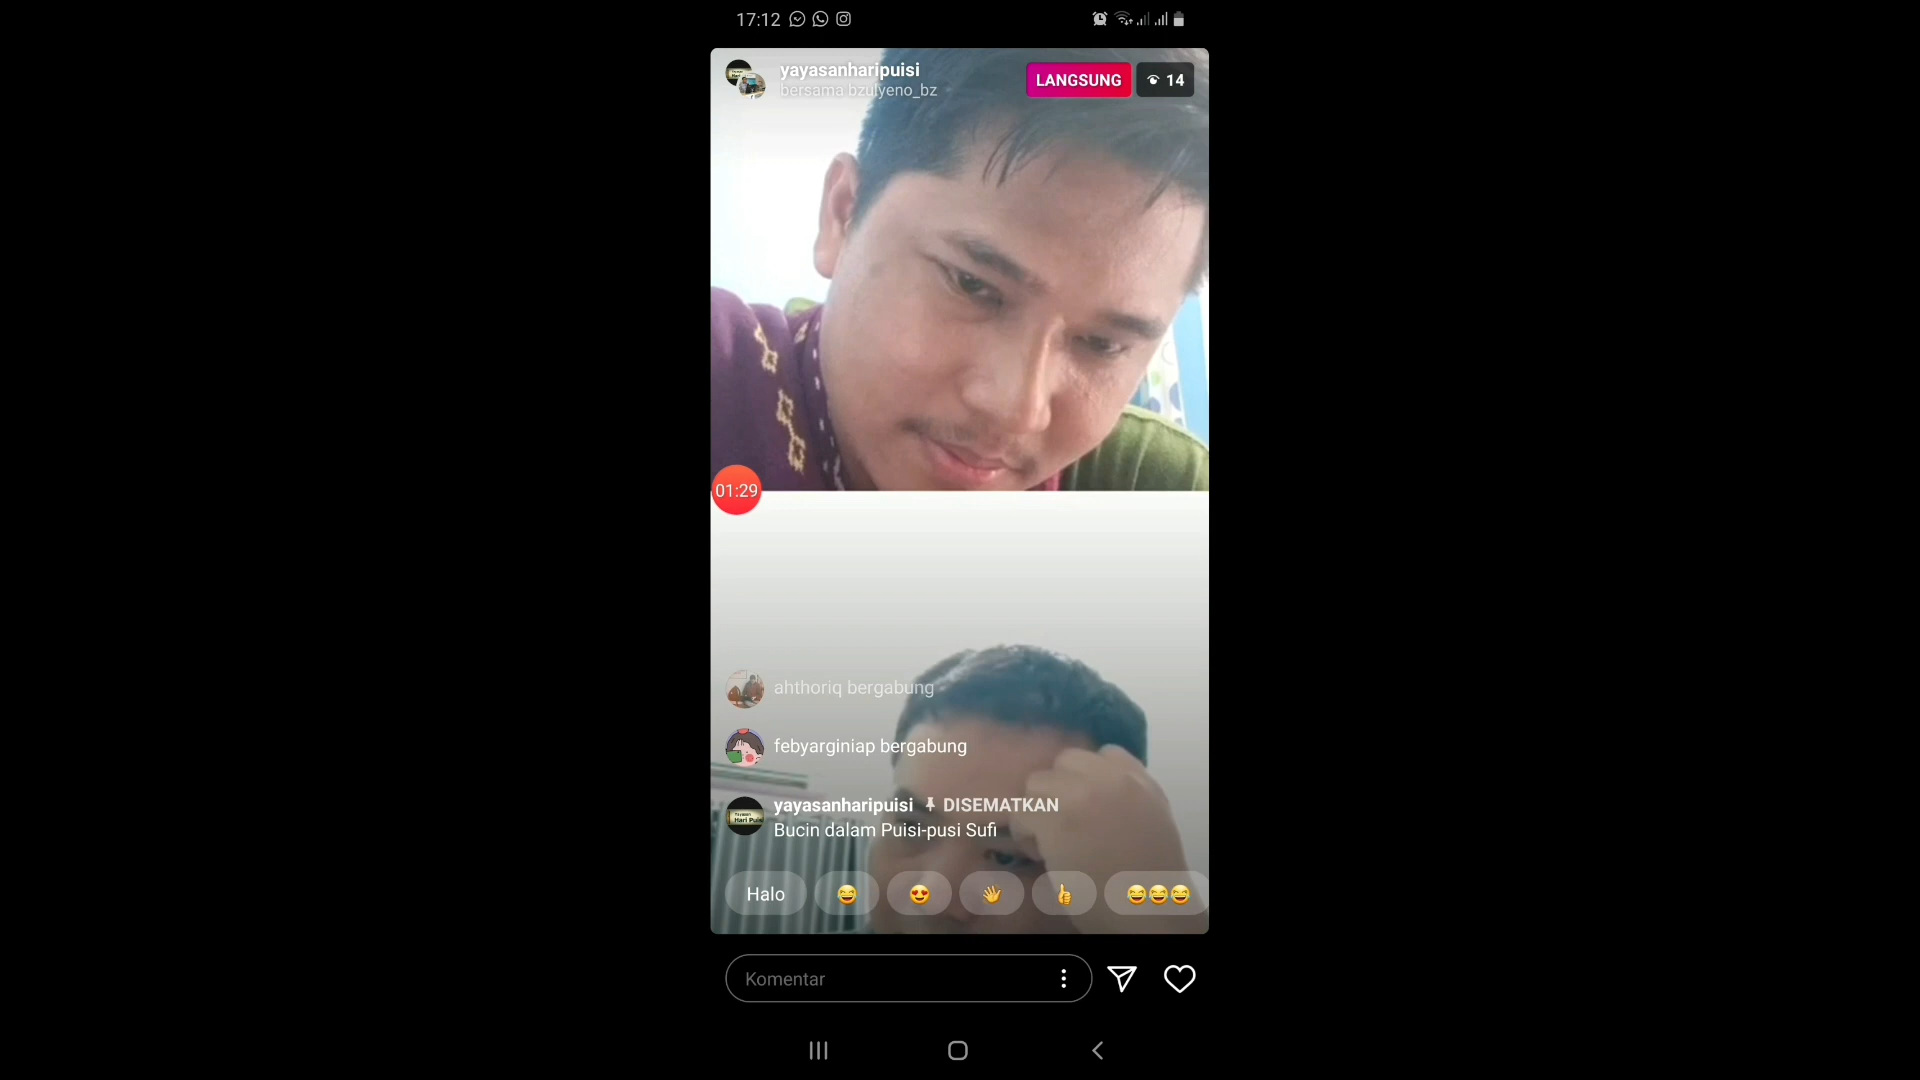 17:12
yayasanharipuisi
bersama bzulyeno_bz
LANGSUNG
14
01:29
ahthoriq bergabung
febyarginiap bergabung
yayasanharipuisi DISEMATKAN
Bucin dalam Puisi-pusi Sufi
Halo
Komentar